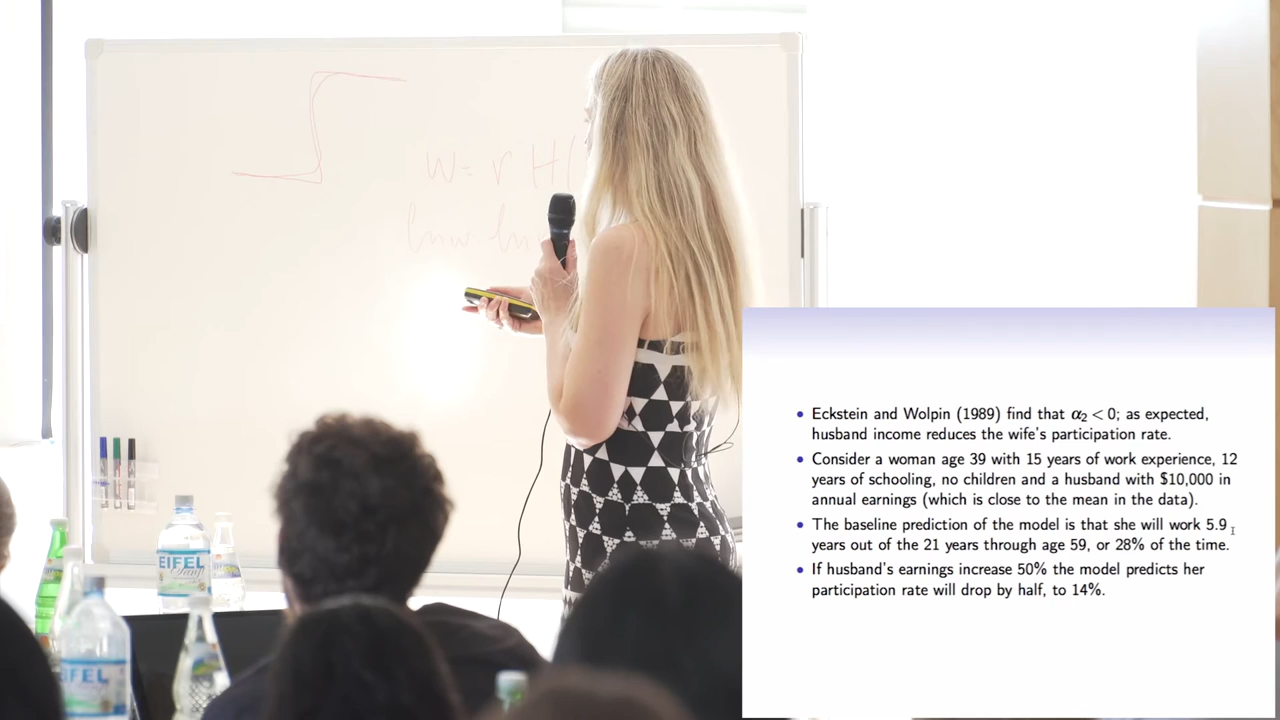 W = r H (
ln w = ln
EIFEL
EIFEL
• Eckstein and Wolpin (1989) find that α₂ < 0; as expected,
husband income reduces the wife's participation rate.
• Consider a woman age 39 with 15 years of work experience, 12
years of schooling, no children and a husband with $10,000 in
annual earnings (which is close to the mean in the data).
• The baseline prediction of the model is that she will work 5.9
years out of the 21 years through age 59, or 28% of the time.
• If husband's earnings increase 50% the model predicts her
participation rate will drop by half, to 14%.